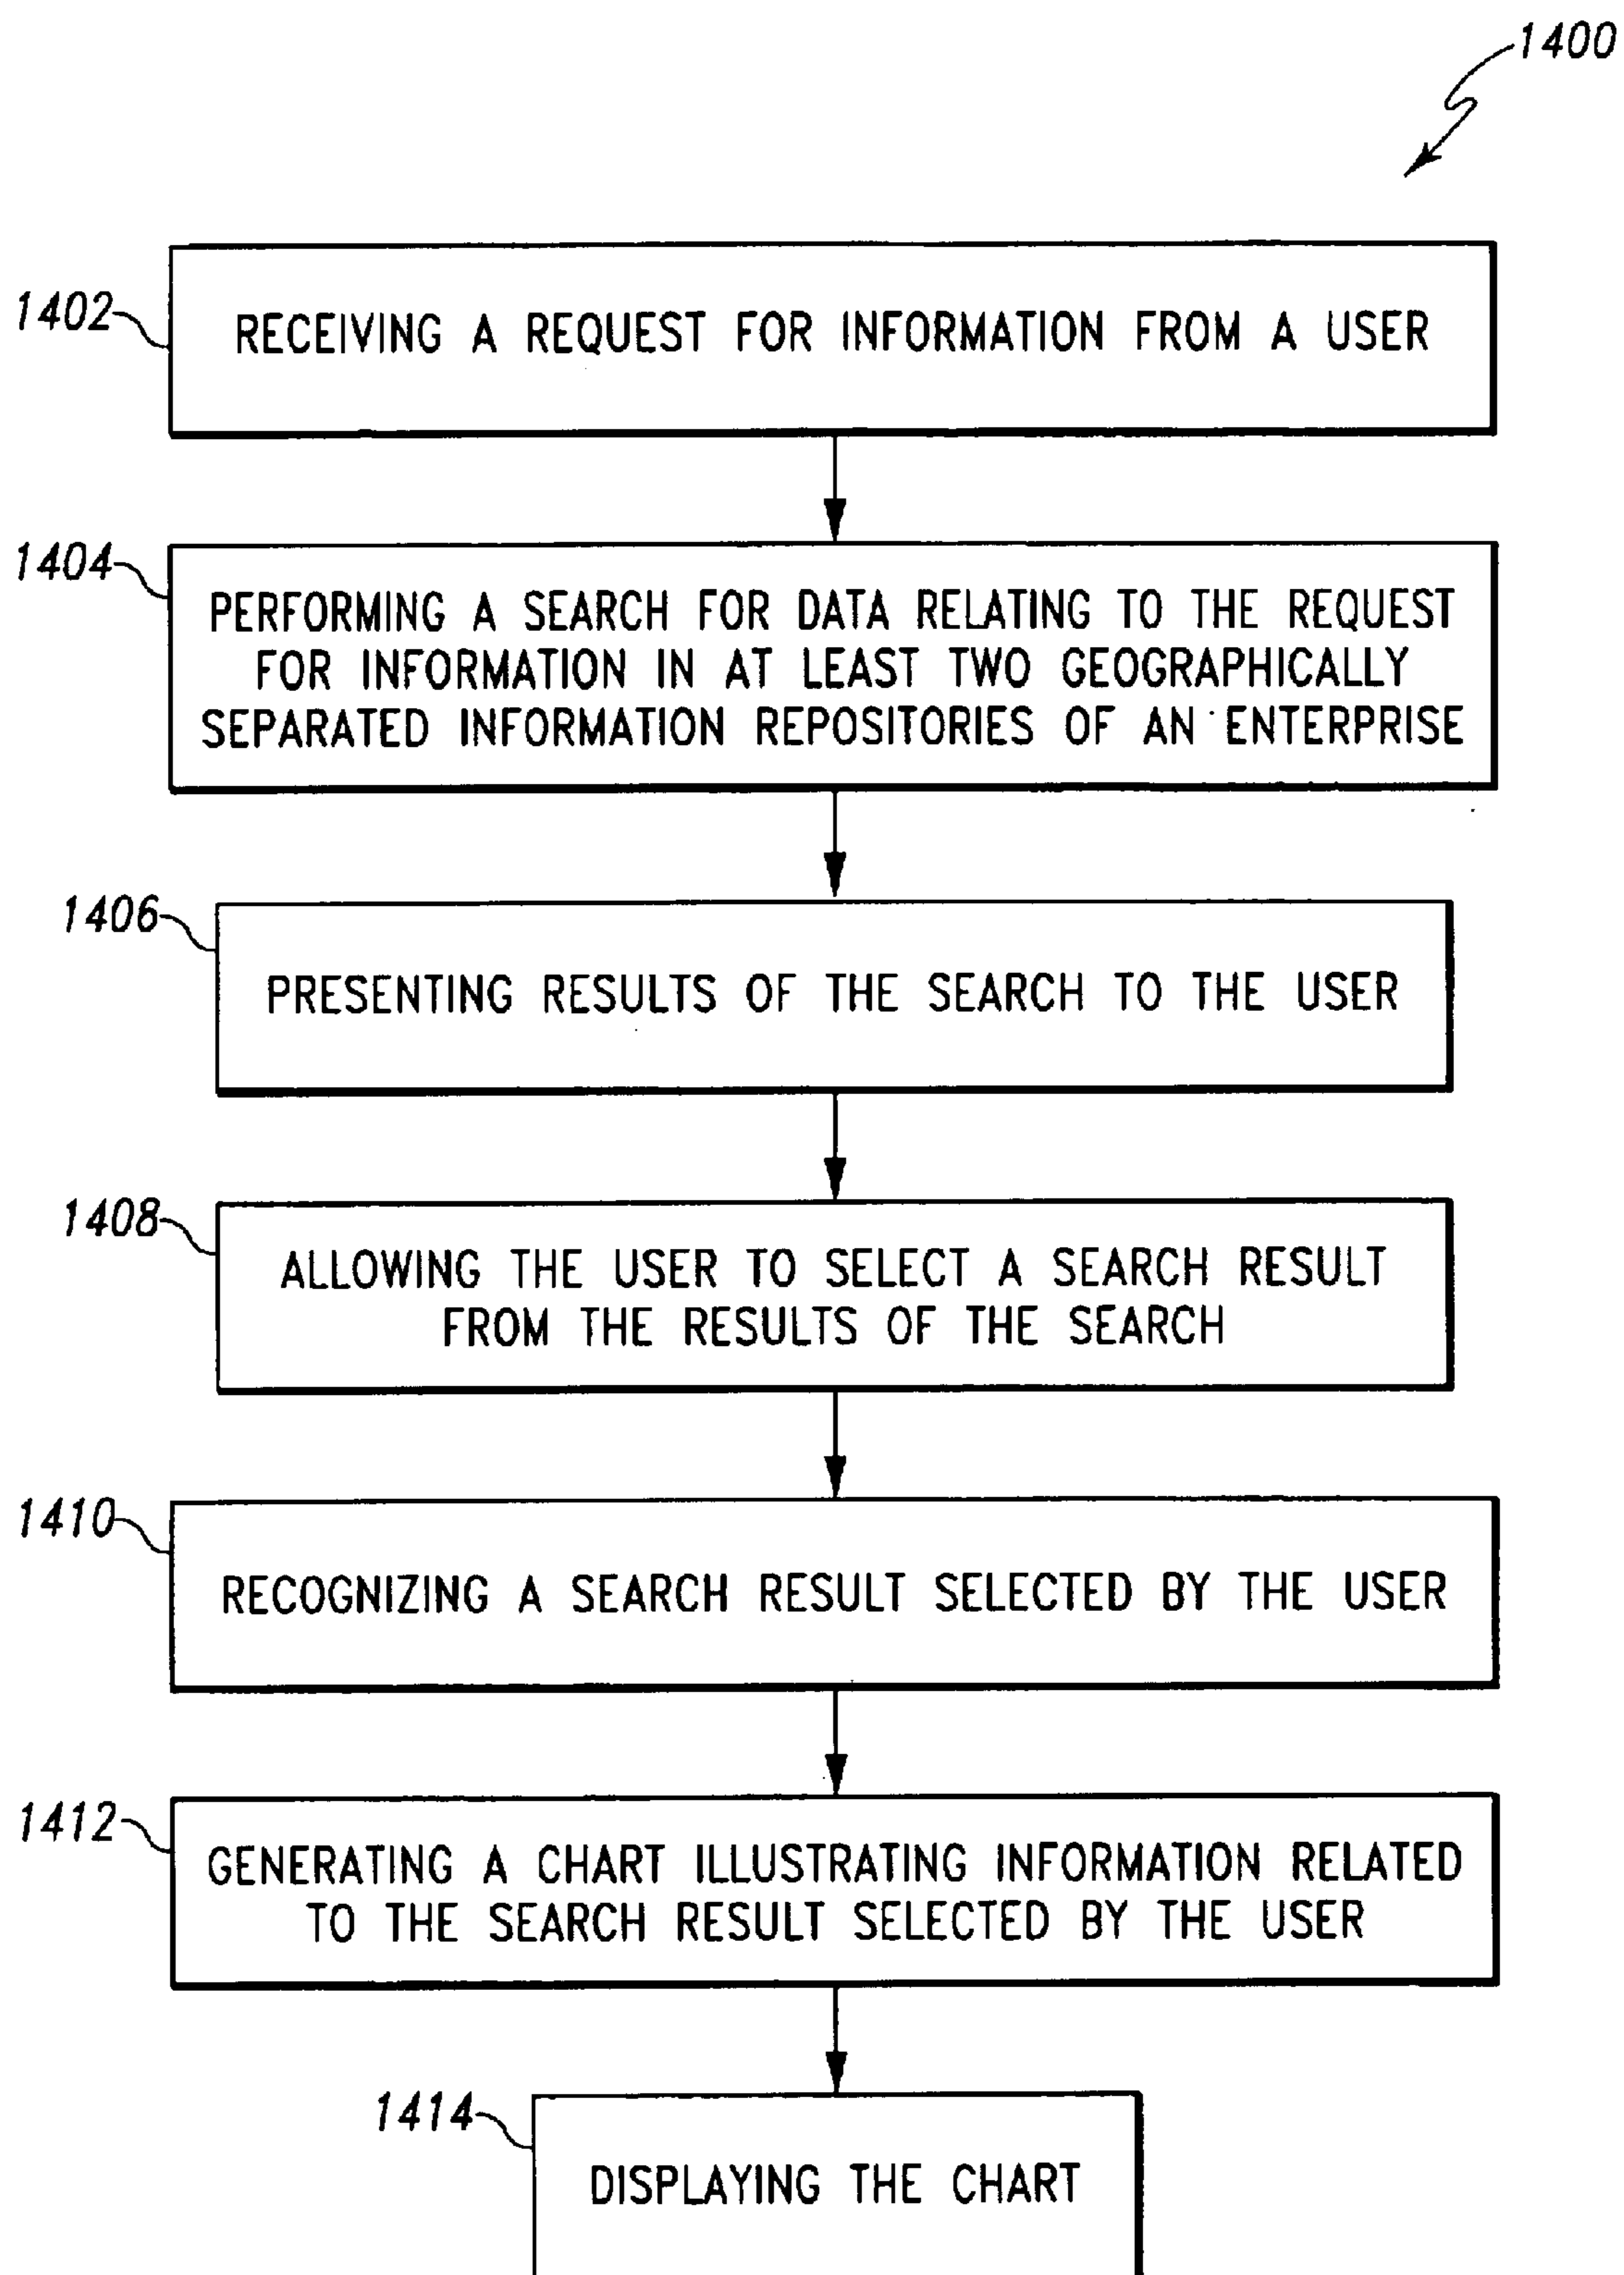 1400
1402
RECEIVING A REQUEST FOR INFORMATION FROM A USER
1404
PERFORMING A SEARCH FOR DATA RELATING TO THE REQUEST
FOR INFORMATION IN AT LEAST TWO GEOGRAPHICALLY
SEPARATED INFORMATION REPOSITORIES OF AN ENTERPRISE
1406
PRESENTING RESULTS OF THE SEARCH TO THE USER
1408
ALLOWING THE USER TO SELECT A SEARCH RESULT
FROM THE RESULTS OF THE SEARCH
1410
RECOGNIZING A SEARCH RESULT SELECTED BY THE USER
1412
GENERATING A CHART ILLUSTRATING INFORMATION RELATED
TO THE SEARCH RESULT SELECTED BY THE USER
1414
DISPLAYING THE CHART